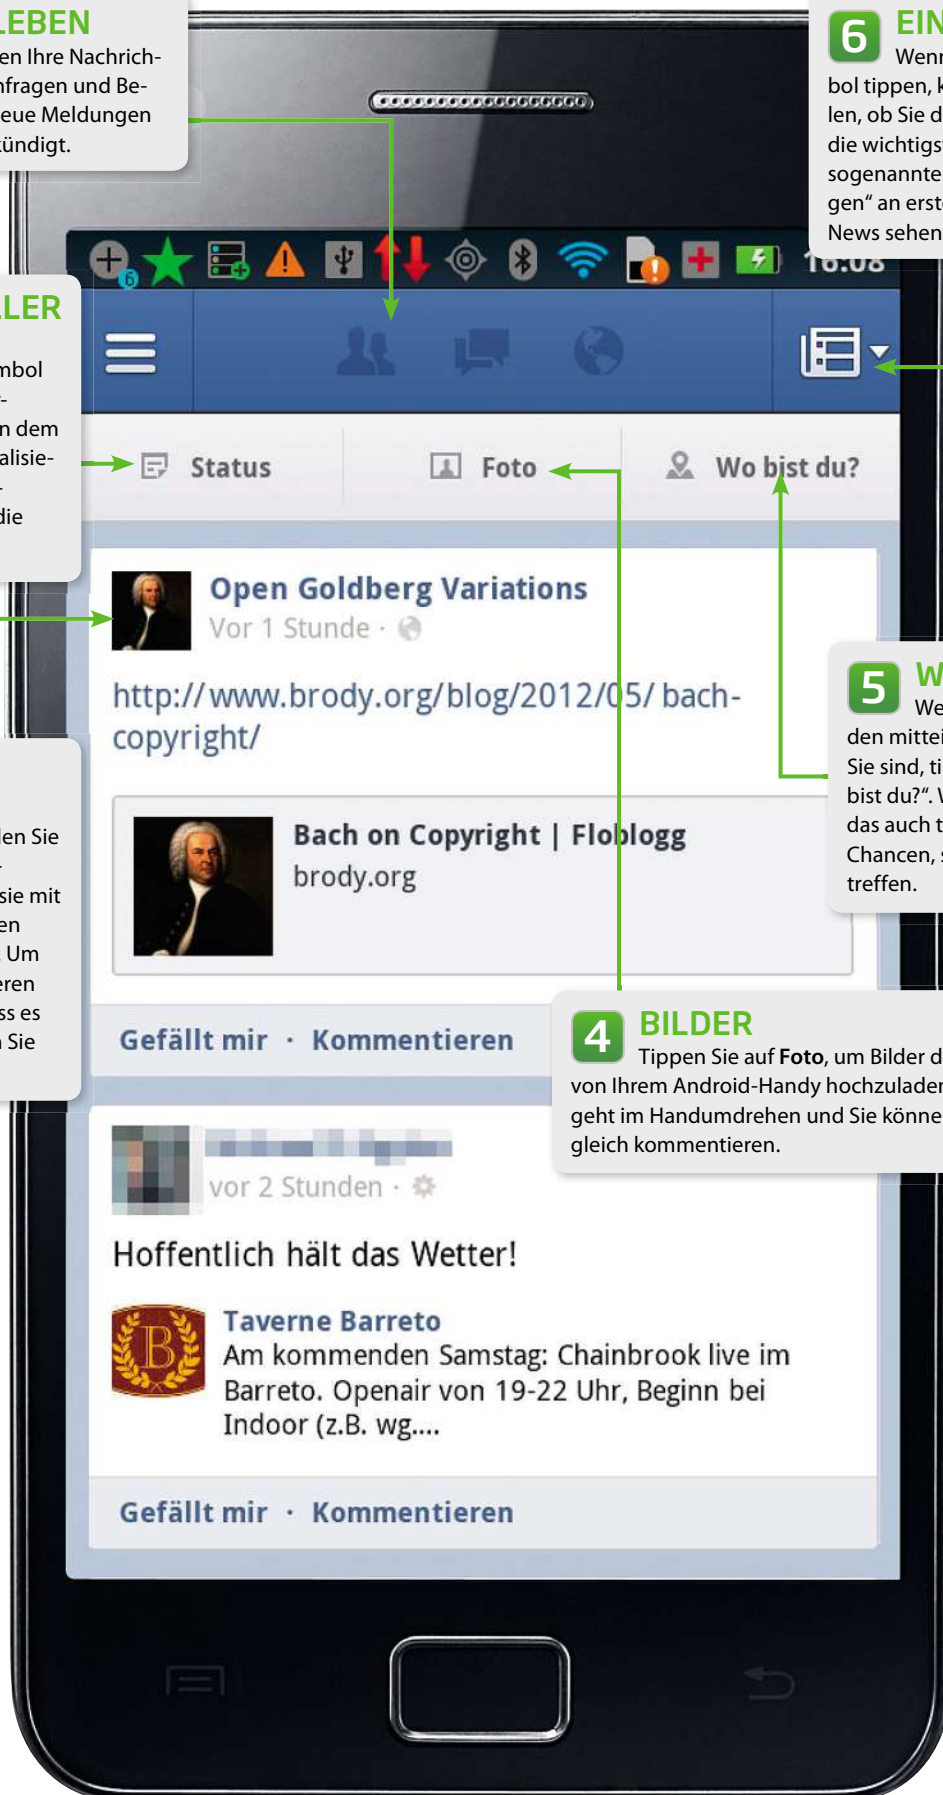 LEBEN
en Ihre Nachrich-
nfragen und Be-
eue Meldungen
kündigt.
6 EIN
Wenn
bol tippen, k
len, ob Sie d
die wichtigs
sogenannte
gen“ an erst
News sehen
6
16:08
LLER
mbol
r-
n dem
alisie-
-
die
Status
Foto
Wo bist du?
Open Goldberg Variations
Vor 1 Stunde ·
http://www.brody.org/blog/2012/05/bach-
copyright/
Bach on Copyright | Floblogg
brody.org
5 W
We
den mittei
Sie sind, ti
bist du?“. W
das auch t
Chancen, s
treffen.
den Sie
-
sie mit
en
. Um
eren
ss es
n Sie
Gefällt mir · Kommentieren
4 BILDER
Tippen Sie auf Foto, um Bilder d
von Ihrem Android-Handy hochzulader
geht im Handumdrehen und Sie könne
gleich kommentieren.
vor 2 Stunden ·
Hoffentlich hält das Wetter!
B
Taverne Barreto
Am kommenden Samstag: Chainbrook live im
Barreto. Openair von 19-22 Uhr, Beginn bei
Indoor (z.B. wg....
Gefällt mir · Kommentieren